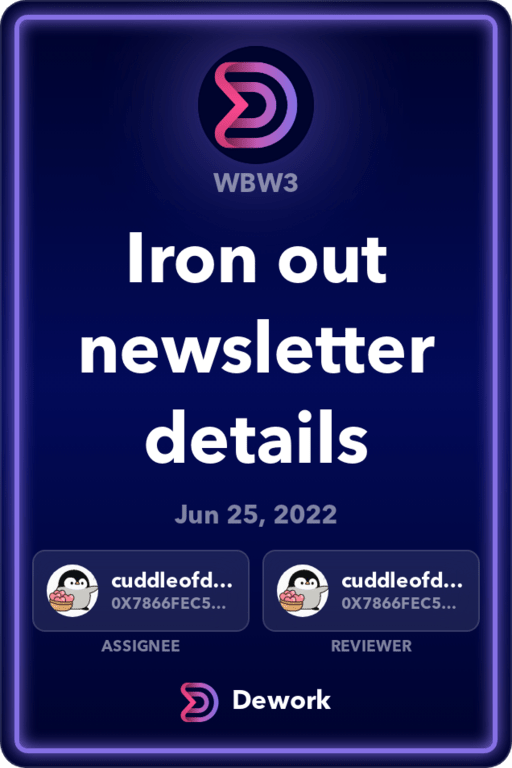 WBW3
Iron out
newsletter
details
Jun 25, 2022
cuddleofd... cuddleofd...
0X7866FEC5... 0X7866FEC5...
ASSIGNEE REVIEWER
Dework